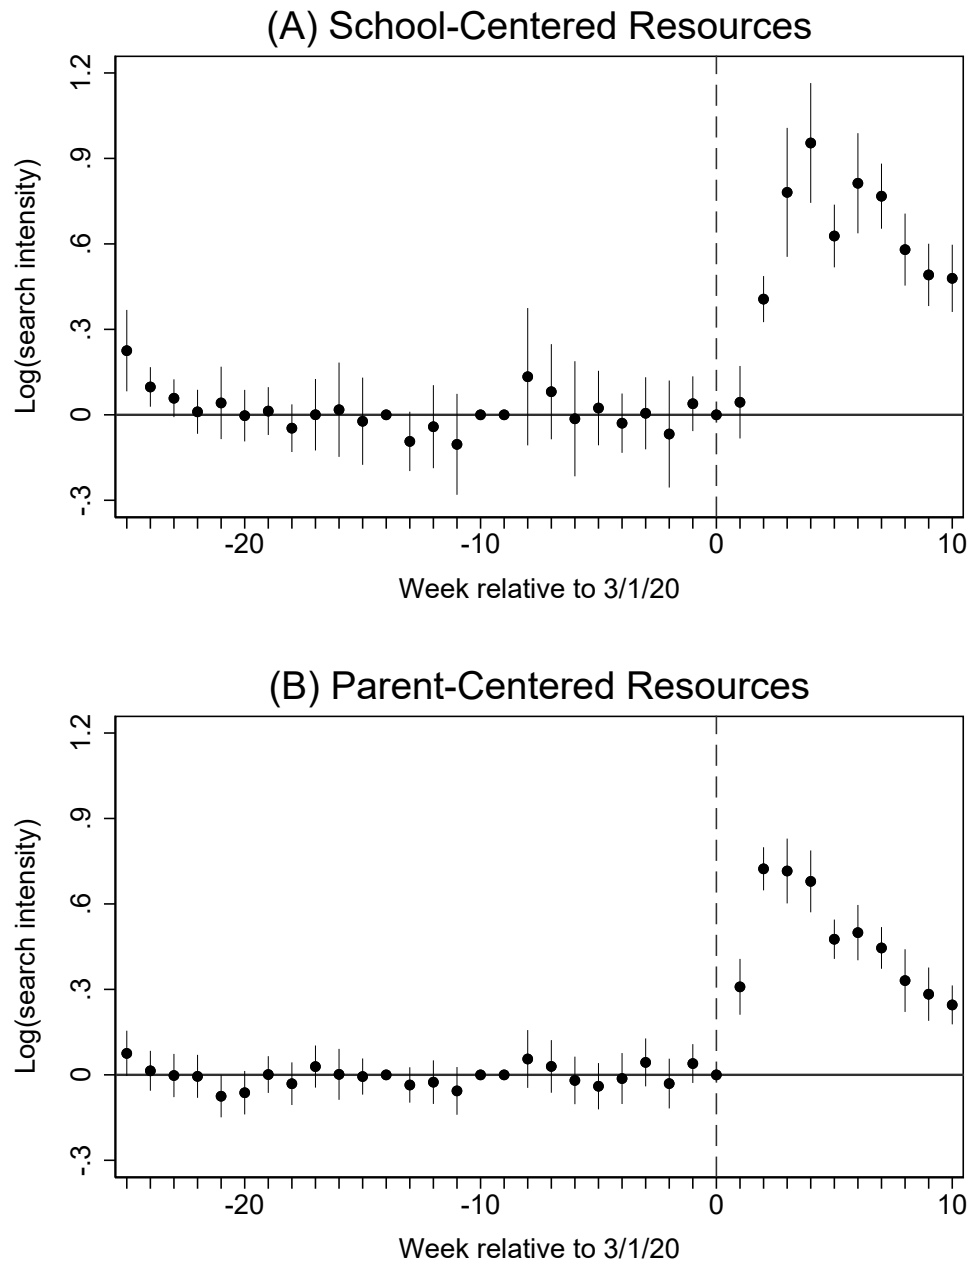 (A) School-Centered Resources
Log(search intensity)
1.2
.9
.6
.3
0
-.3
-20 -10 0 10
Week relative to 3/1/20
(B) Parent-Centered Resources
Log(search intensity)
1.2
.9
.6
.3
0
-.3
-20 -10 0 10
Week relative to 3/1/20